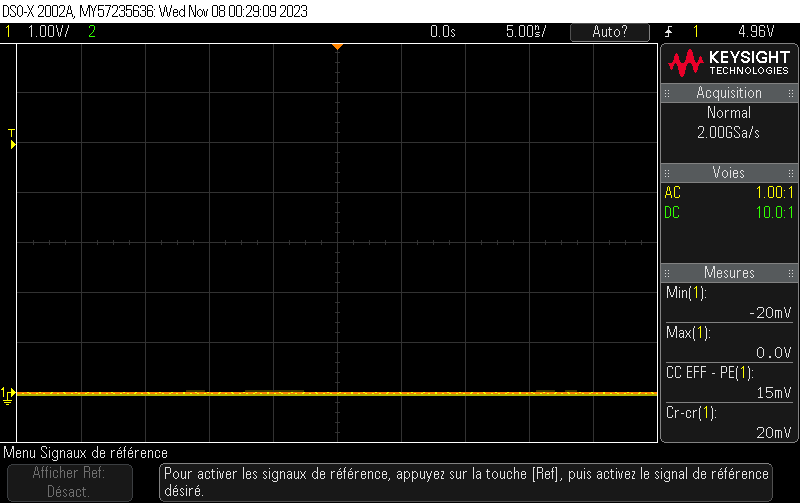 DSO-X 2002A, MY57235636: Wed Nov 08 00:29:09 2023
1 1.00V/ 2 0.0s 5.00ms/ Auto? 1 4.96V
KEYSIGHT
TECHNOLOGIES
Acquisition
Normal
2.00GSa/s
Voies
AC 1.00:1
DC 10.0:1
Mesures
Min(1):
-20mV
Max(1):
0.0V
CC EFF - PE(1):
15mV
Cr-cr(1):
20mV
T
1
Menu Signaux de référence
Afficher Ref:
Désact.
Pour activer les signaux de référence, appuyez sur la touche [Ref], puis activez le signal de référence
désiré.